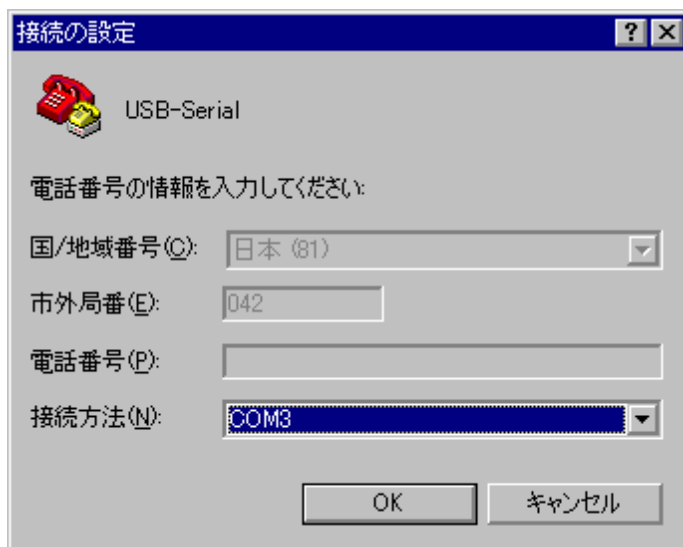 接続の設定
USB-Serial
電話番号の情報を入力してください:
国/地域番号(C): 日本 (81)
市外局番(E): 042
電話番号(P):
接続方法(N): COM3
OK キャンセル